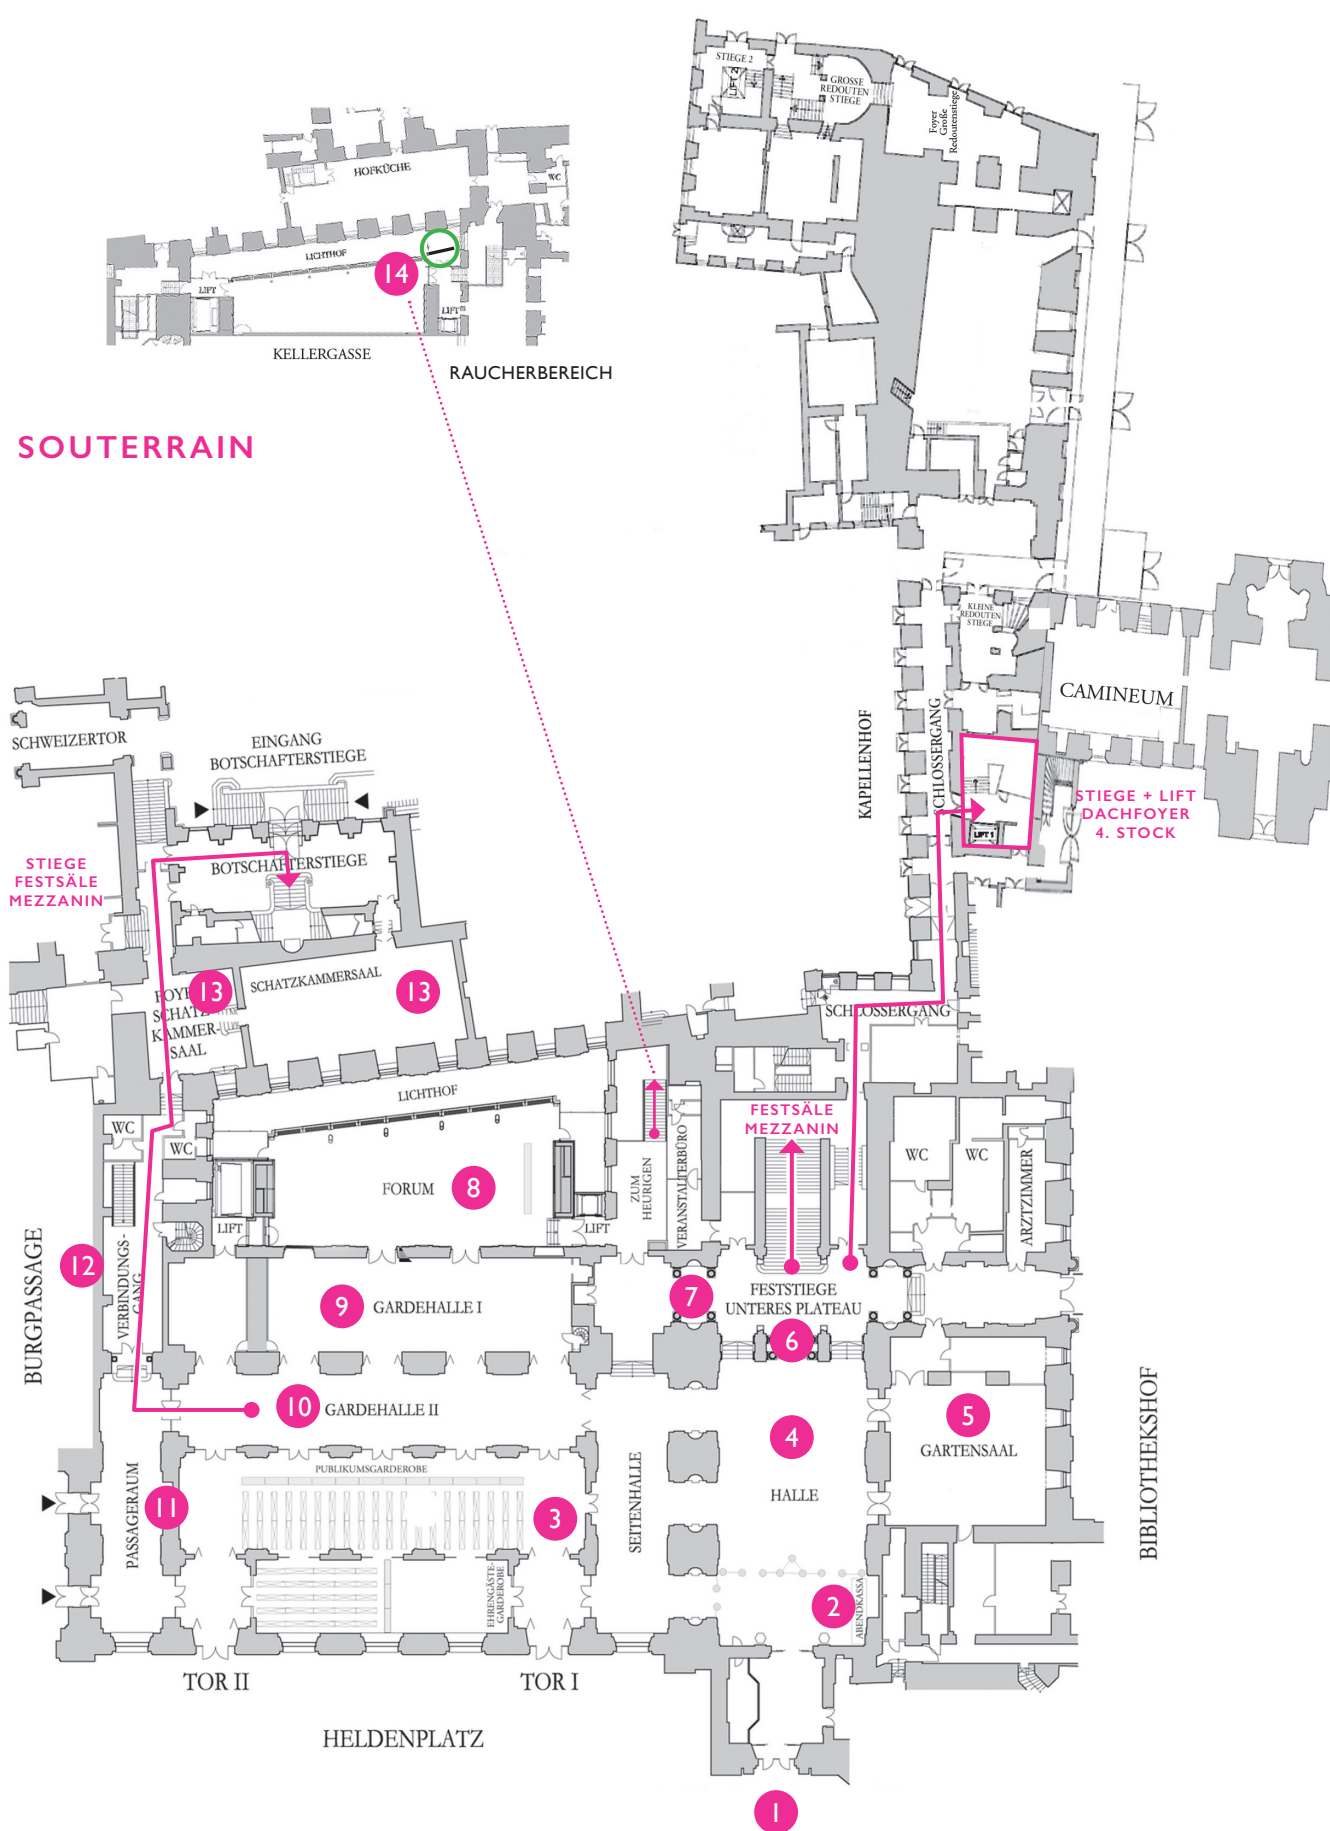 STIEGE 2
LIFT 2
GROSSE
REDOUTEN
STIEGE
Foyer
Große
Redoutenstiege
HOFKÜCHE
WC
LICHTHOF
14
LIFT
LIFT
KELLERGASSE
RAUCHERBEREICH
SOUTERRAIN
KLEINE
REDOUTEN
STIEGE
CAMINEUM
KAPELLENHOF
SCHLOSSERGANG
STIEGE + LIFT
DACHFOYER
4. STOCK
LIFT 1
SCHWEIZERTOR
EINGANG
BOTSCHAFTERSTIEGE
STIEGE
FESTSÄLE
MEZZANIN
BOTSCHAFTERSTIEGE
13
FOYER
SCHATZ-
KAMMER-
SAAL
SCHATZKAMMERSAAL
13
SCHLOSSERGANG
LICHTHOF
WC
WC
FORUM
8
LIFT
LIFT
ZUM
HEURIGEN
VERANSTALTERBÜRO
FESTSÄLE
MEZZANIN
WC
WC
ARZTZIMMER
BURGPASSAGE
12
VERBINDUNGS-
GANG
9
GARDEHALLE I
7
FESTSTIEGE
UNTERES PLATEAU
6
10
GARDEHALLE II
4
HALLE
5
GARTENSAAL
BIBLIOTHEKSHOF
PASSAGERAUM
11
PUBLIKUMSGARDEROBE
3
SEITENHALLE
EHRENGÄSTE-
GARDEROBE
2
ABENDKASSA
TOR II
TOR I
HELDENPLATZ
1